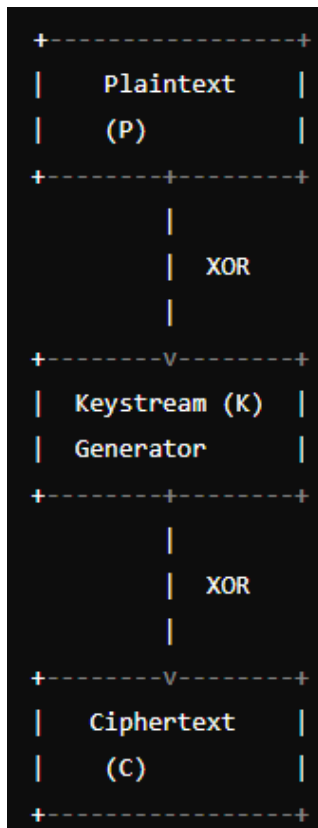 Plaintext
(P)
XOR
Keystream (K)
Generator
XOR
Ciphertext
(C)